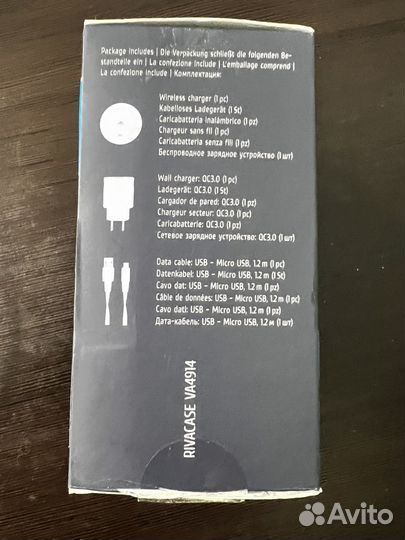 Package includes | Die Verpackung schließt die folgenden Be-
standteile ein | La confezione include | L'emballage comprend |
La confezione include | Комплектация:
Wireless charger (1 pc)
Kabelloses Ladegerät (1 St)
Caricabatteria inalámbrico (1 pz)
Chargeur sans fil (1 pc)
Caricabatteria senza fili (1 pz)
Беспроводное зарядное устройство (1 шт)
Wall charger: QC3.0 (1 pc)
Ladegerät: QC3.0 (1 St)
Cargador de pared: QC3.0 (1 pz)
Chargeur secteur: QC3.0 (1 pc)
Caricabatterie: QC3.0 (1 pz)
Сетевое зарядное устройство: QC3.0 (1 шт)
Data cable: USB - Micro USB, 1.2 m (1 pc)
Datenkabel: USB - Micro USB, 1.2 m (1 St)
Cavo dat: USB - Micro USB, 1.2 m (1 pz)
Câble de données: USB - Micro USB, 1.2 m (1 pc)
Cavo dati: USB - Micro USB, 1.2 m (1 pz)
Дата-кабель: USB - Micro USB, 1.2 м (1 шт)
RIVACASE VA4914
Avito